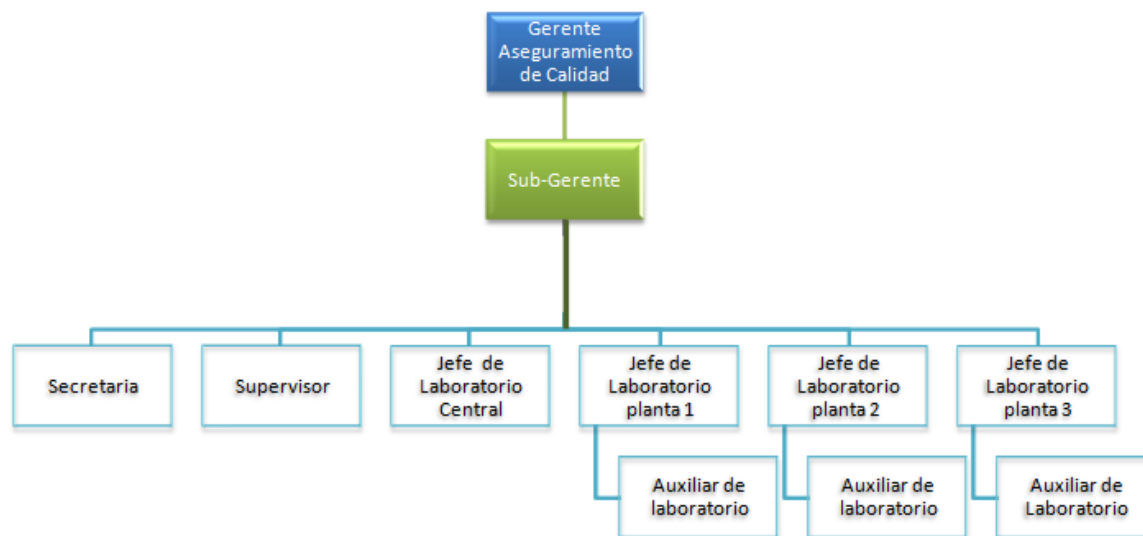 Gerente
Aseguramiento
de Calidad
Sub-Gerente
Secretaria
Supervisor
Jefe de
Laboratorio
Central
Jefe de
Laboratorio
planta 1
Jefe de
Laboratorio
planta 2
Jefe de
Laboratorio
planta 3
Auxiliar de
laboratorio
Auxiliar de
laboratorio
Auxiliar de
Laboratorio